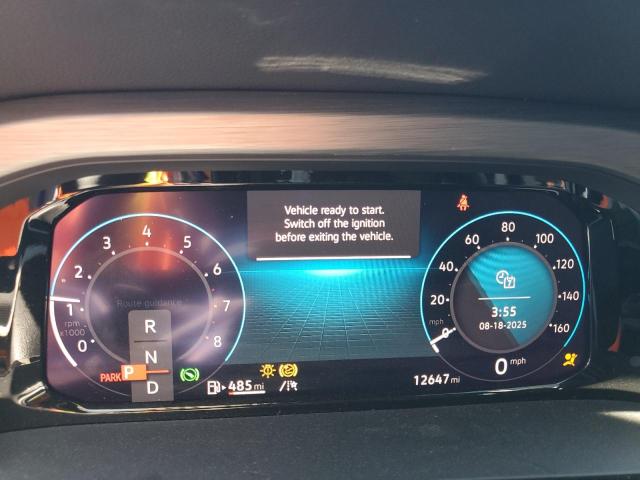 Vehicle ready to start.
Switch off the ignition
before exiting the vehicle.
0
1
2
3
4
5
6
7
8
rpm
x1000
Route guidance
R
N
D
PARK P
485 mi
12647 mi
0
20
40
60
80
100
120
140
160
mph
7
3:55
08-18-2025
0 mph